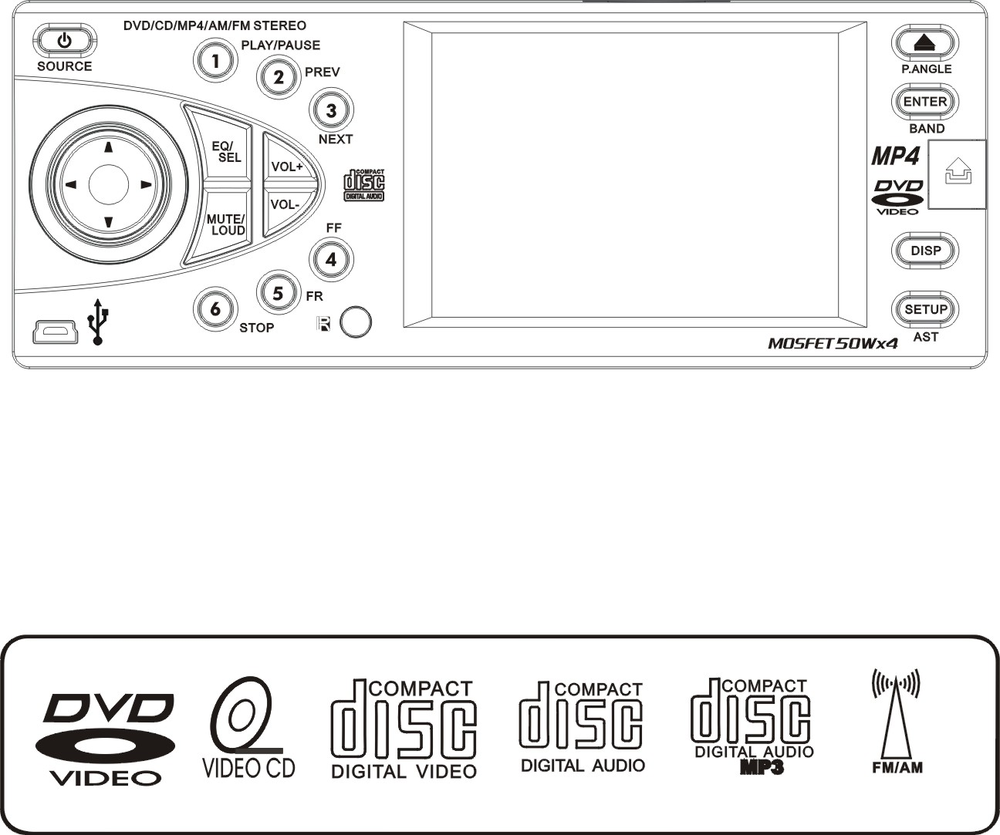 DVD/CD/MP4/AM/FM STEREO
SOURCE
1
PLAY/PAUSE
2
PREV
3
NEXT
EQ/
SEL
VOL+
VOL-
MUTE/
LOUD
COMPACT
disc
DIGITAL AUDIO
FF
4
5
FR
6
STOP
R
P.ANGLE
ENTER
BAND
MP4
DVD
VIDEO
DISP
SETUP
AST
MOSFET 50Wx4
DVD
VIDEO
VIDEO CD
COMPACT
disc
DIGITAL VIDEO
COMPACT
disc
DIGITAL AUDIO
COMPACT
disc
DIGITAL AUDIO
MP3
FM/AM